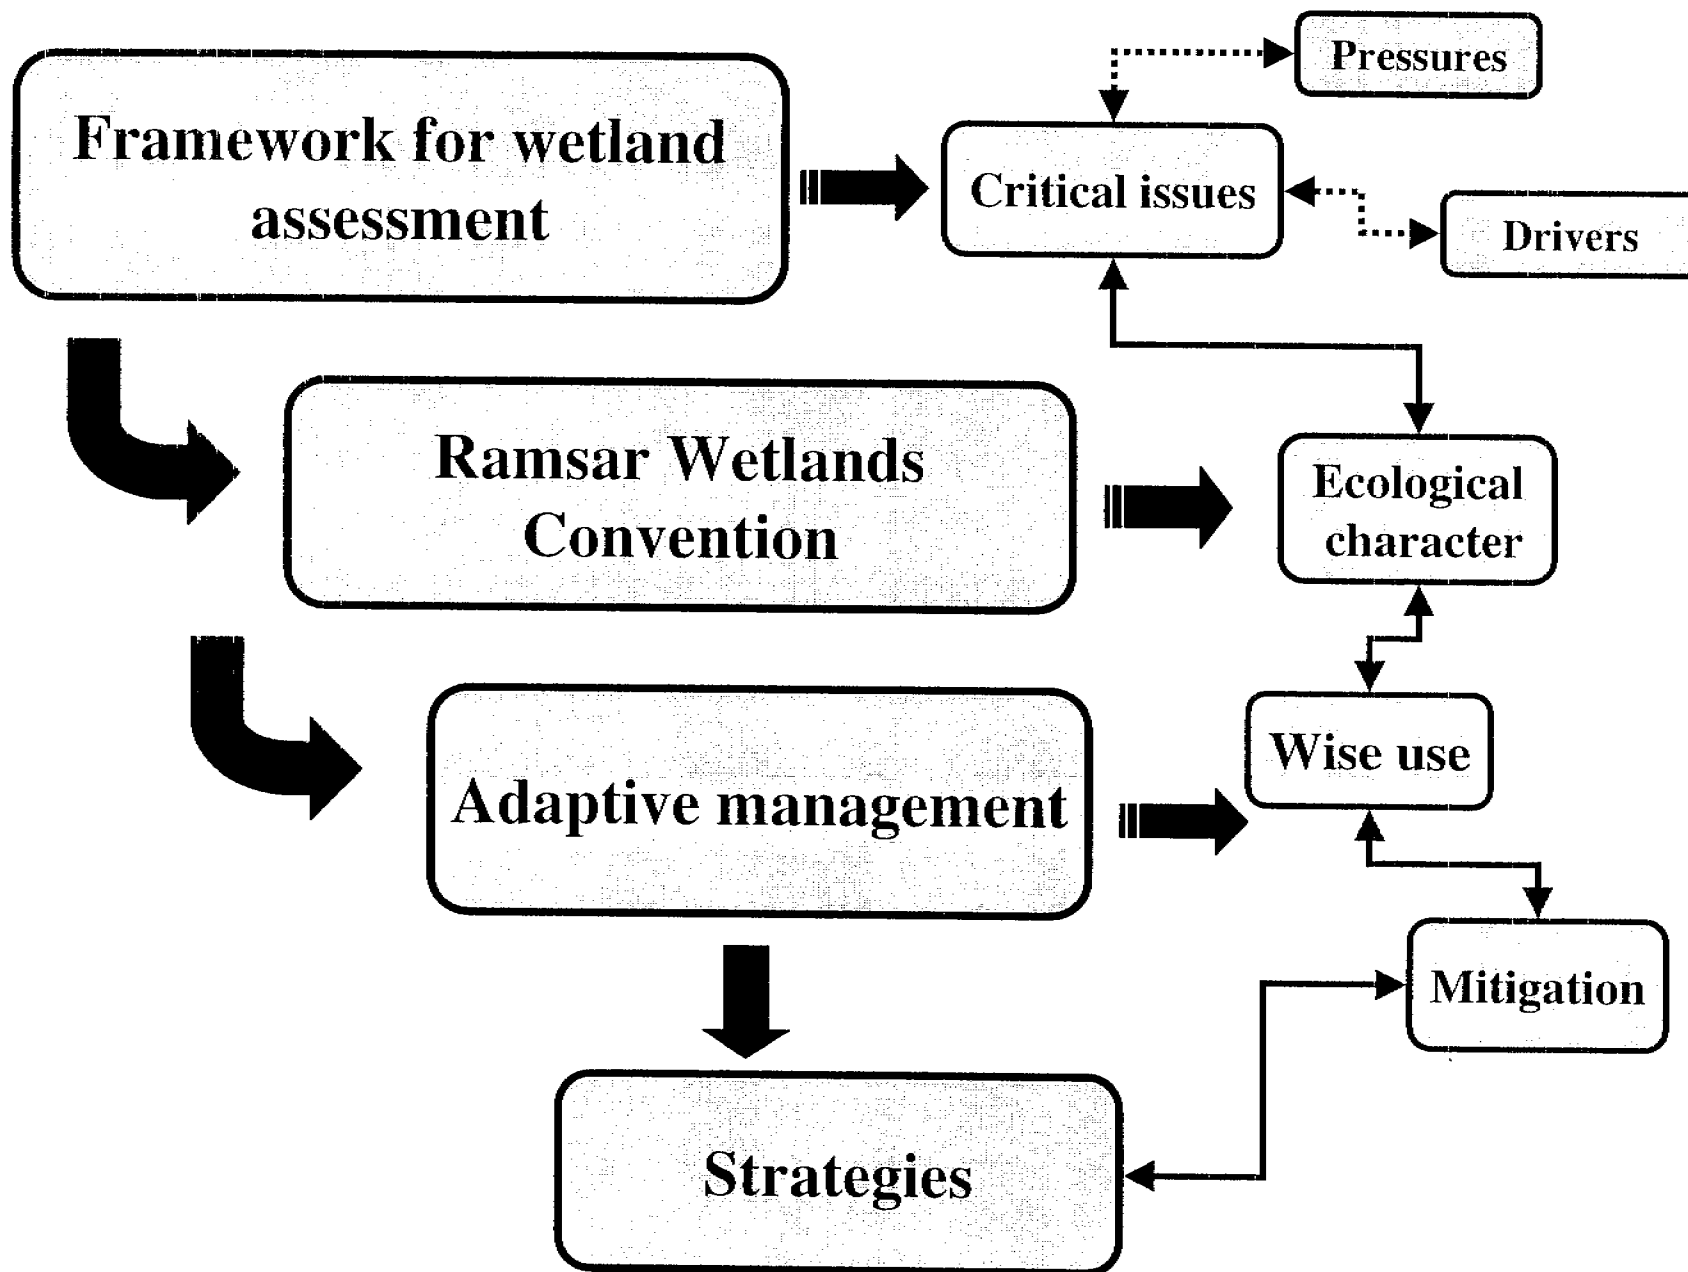 Pressures
Framework for wetland
assessment
Critical issues
Drivers
Ramsar Wetlands
Convention
Ecological
character
Wise use
Adaptive management
Mitigation
Strategies